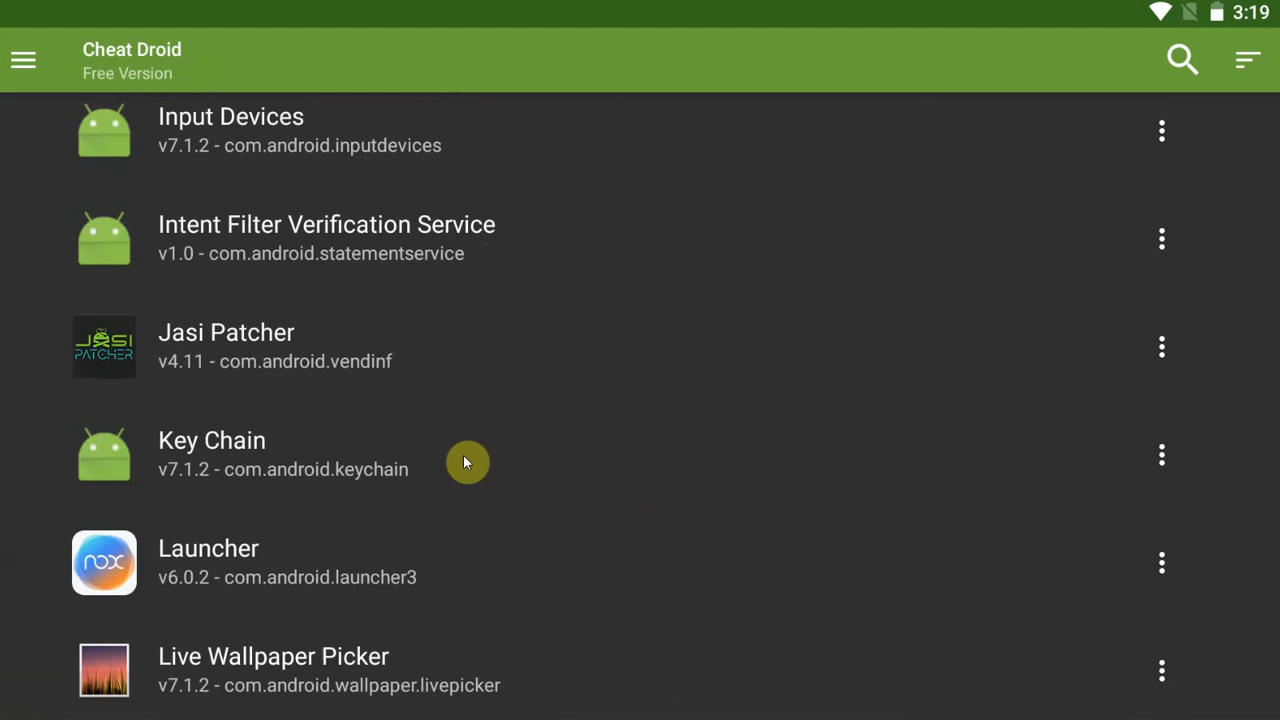 3:19
Cheat Droid
Free Version
Input Devices
v7.1.2 - com.android.inputdevices
Intent Filter Verification Service
v1.0 - com.android.statementservice
JASI
PATCHER
Jasi Patcher
v4.11 - com.android.vendinf
Key Chain
v7.1.2 - com.android.keychain
nox
Launcher
v6.0.2 - com.android.launcher3
Live Wallpaper Picker
v7.1.2 - com.android.wallpaper.livepicker